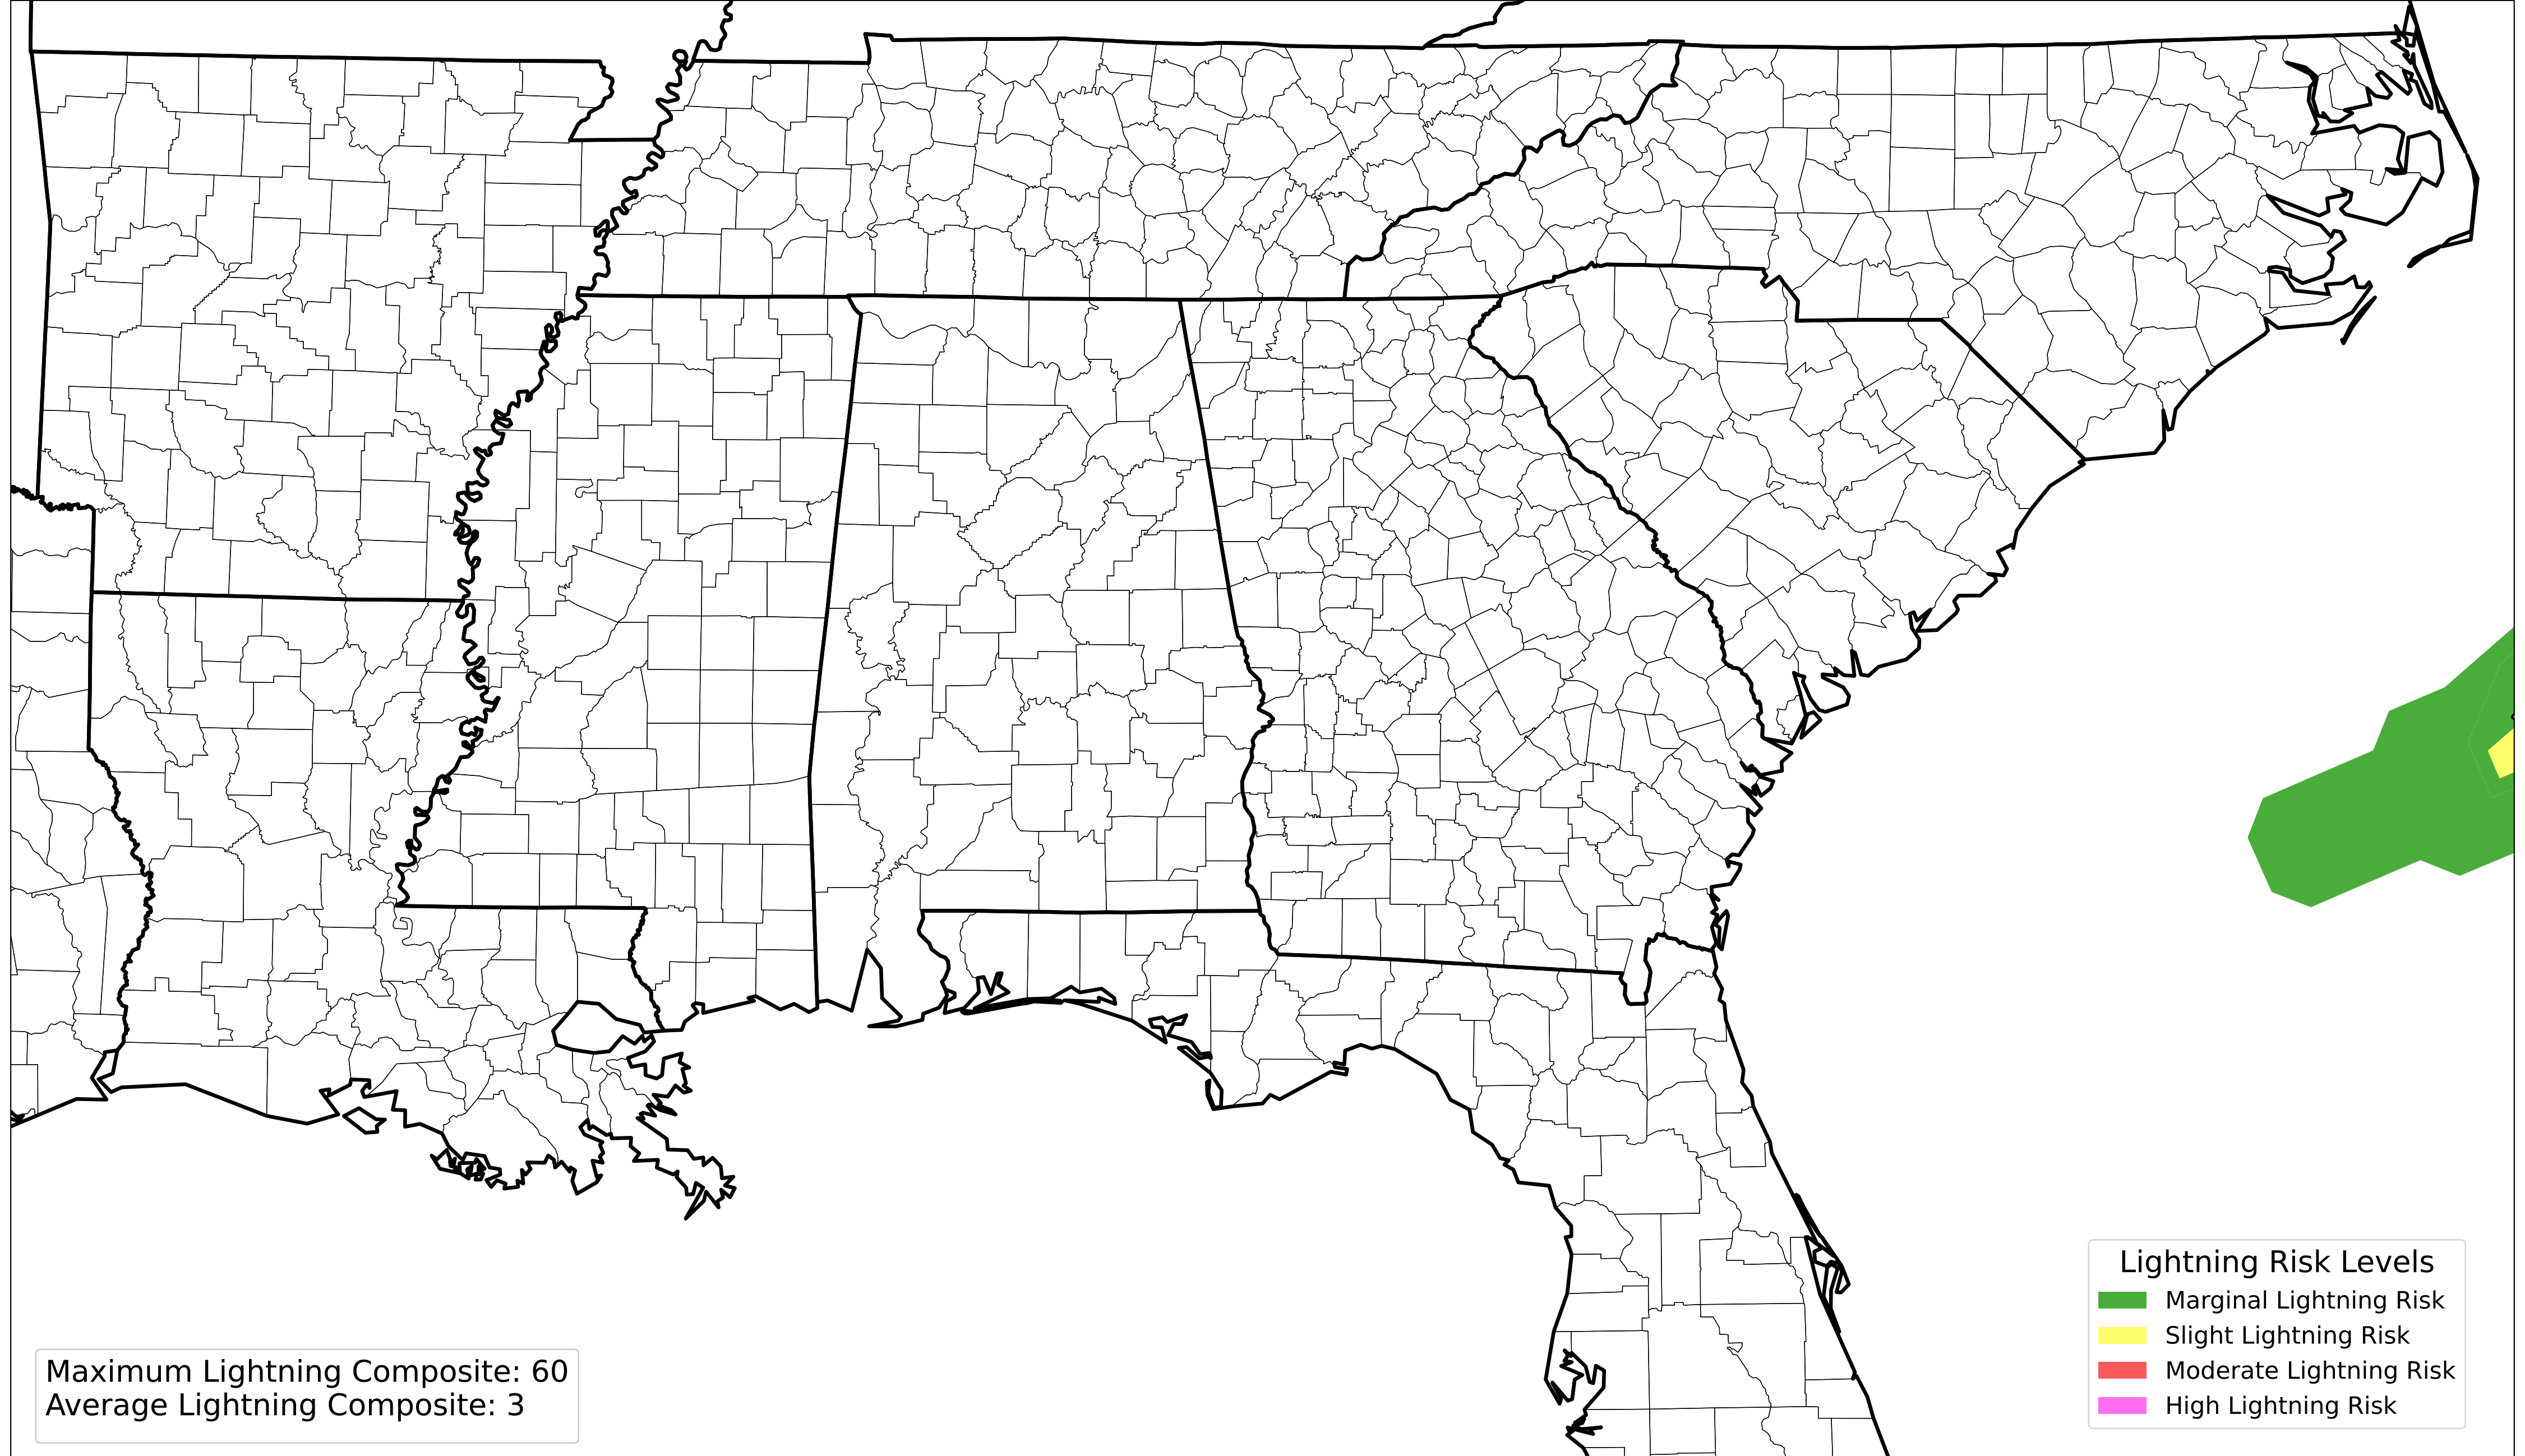 Lightning Risk Levels
Marginal Lightning Risk
Slight Lightning Risk
Moderate Lightning Risk
High Lightning Risk
Maximum Lightning Composite: 60
Average Lightning Composite: 3